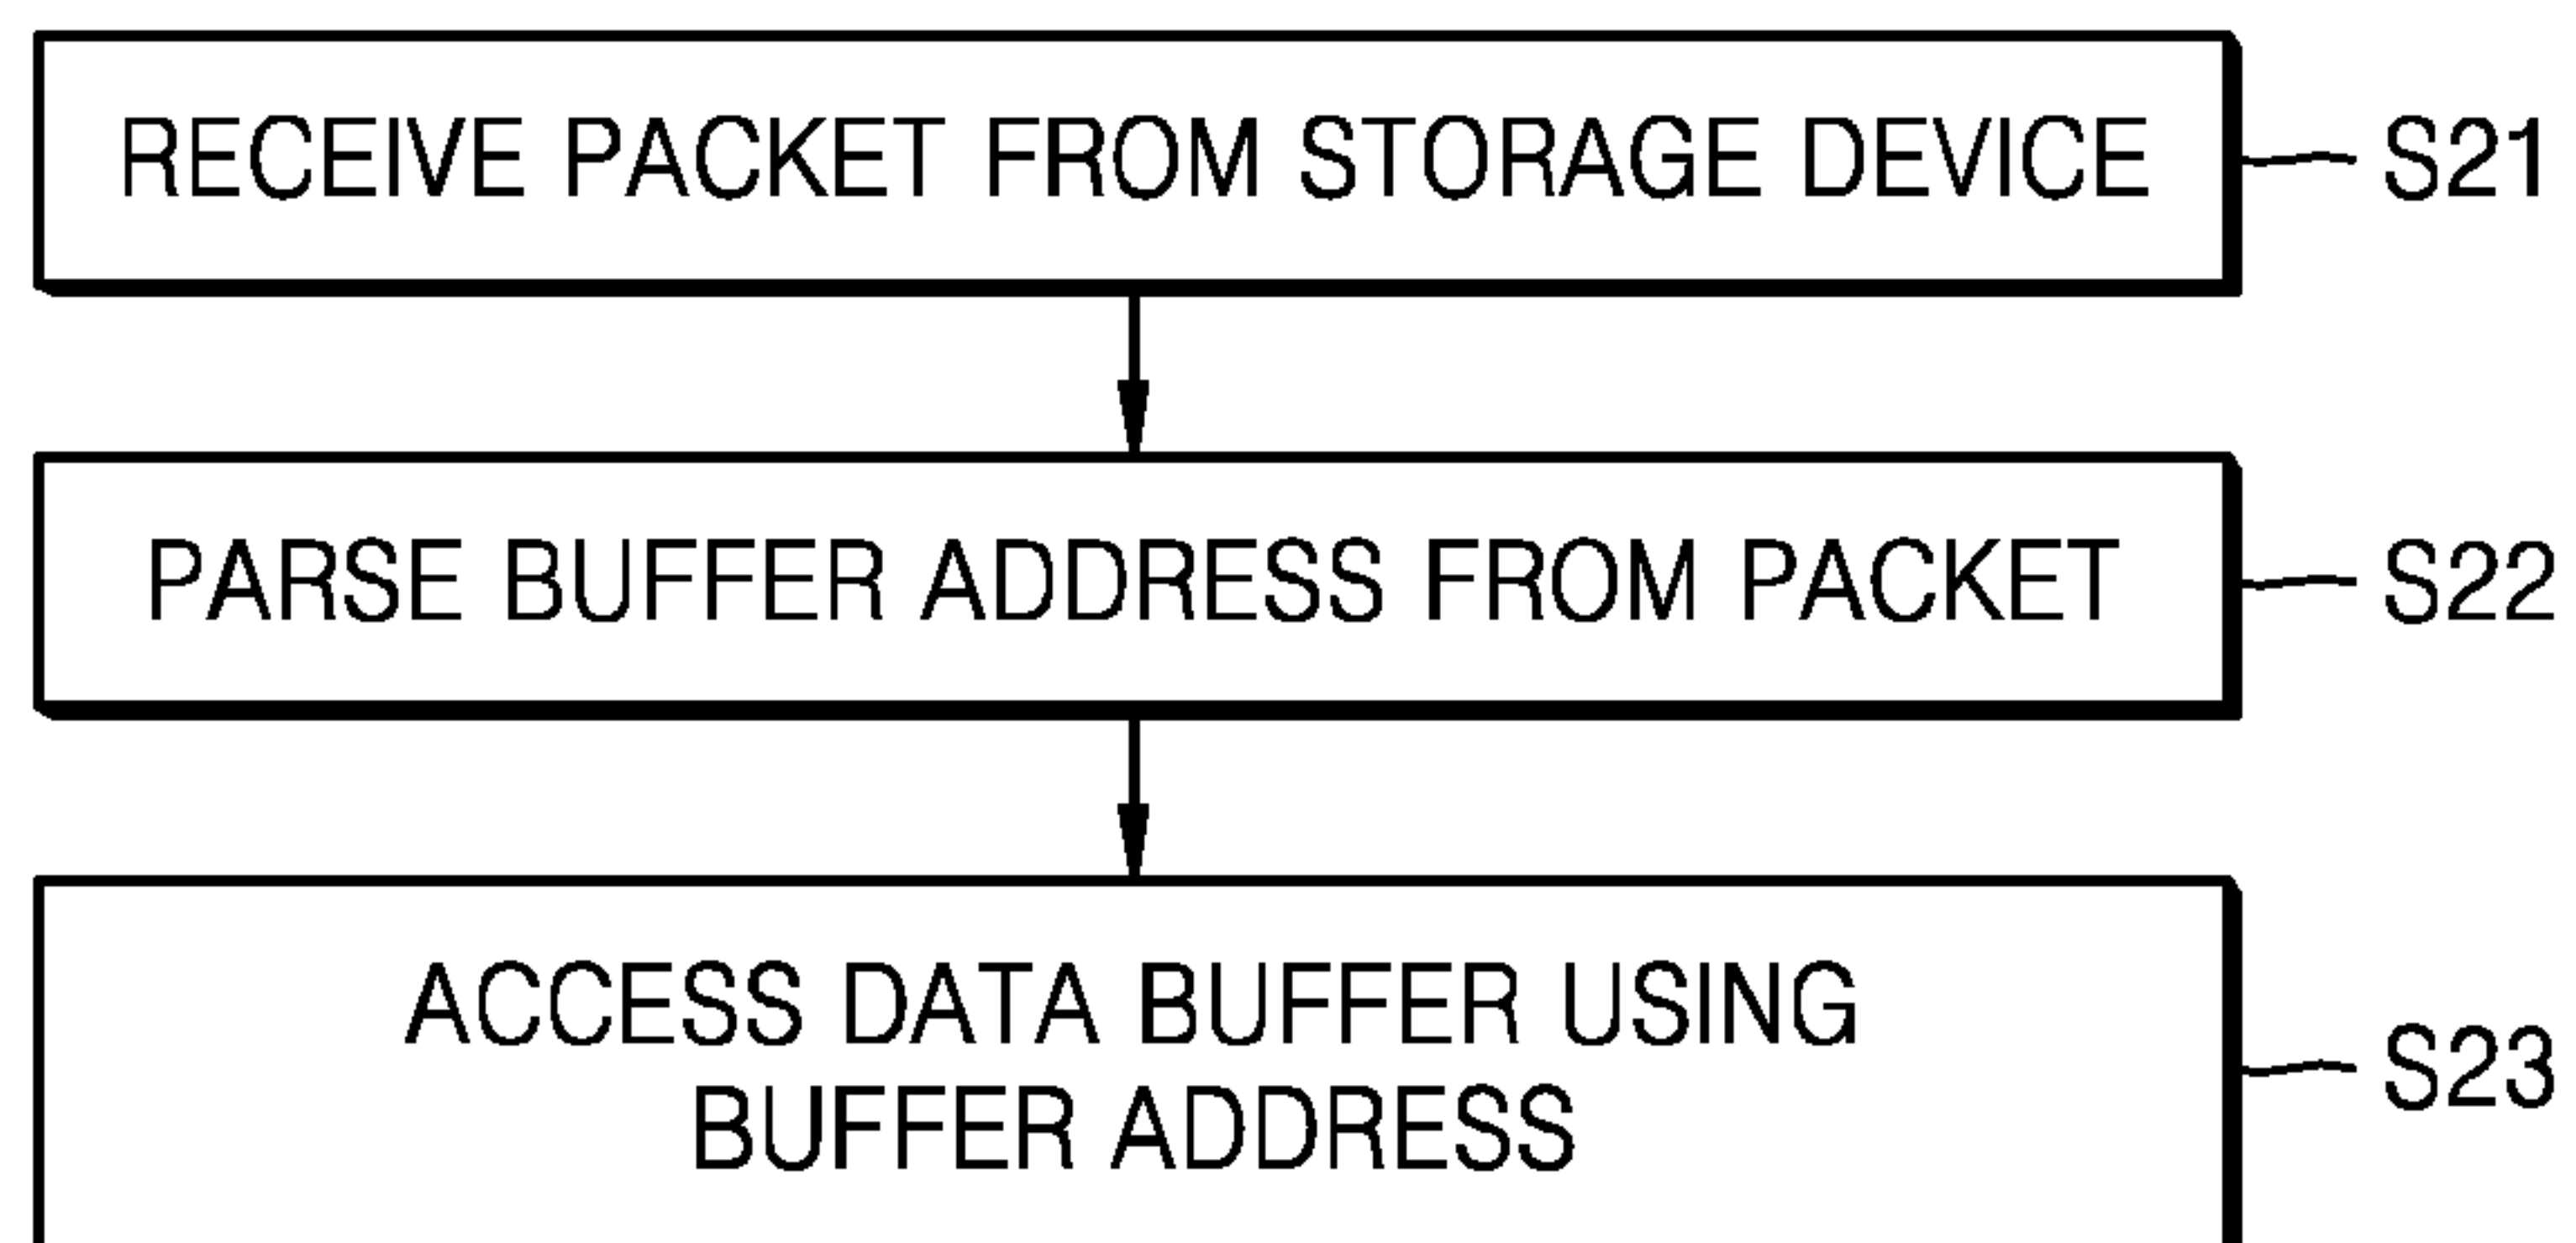 RECEIVE PACKET FROM STORAGE DEVICE S21
PARSE BUFFER ADDRESS FROM PACKET S22
ACCESS DATA BUFFER USING
BUFFER ADDRESS
S23